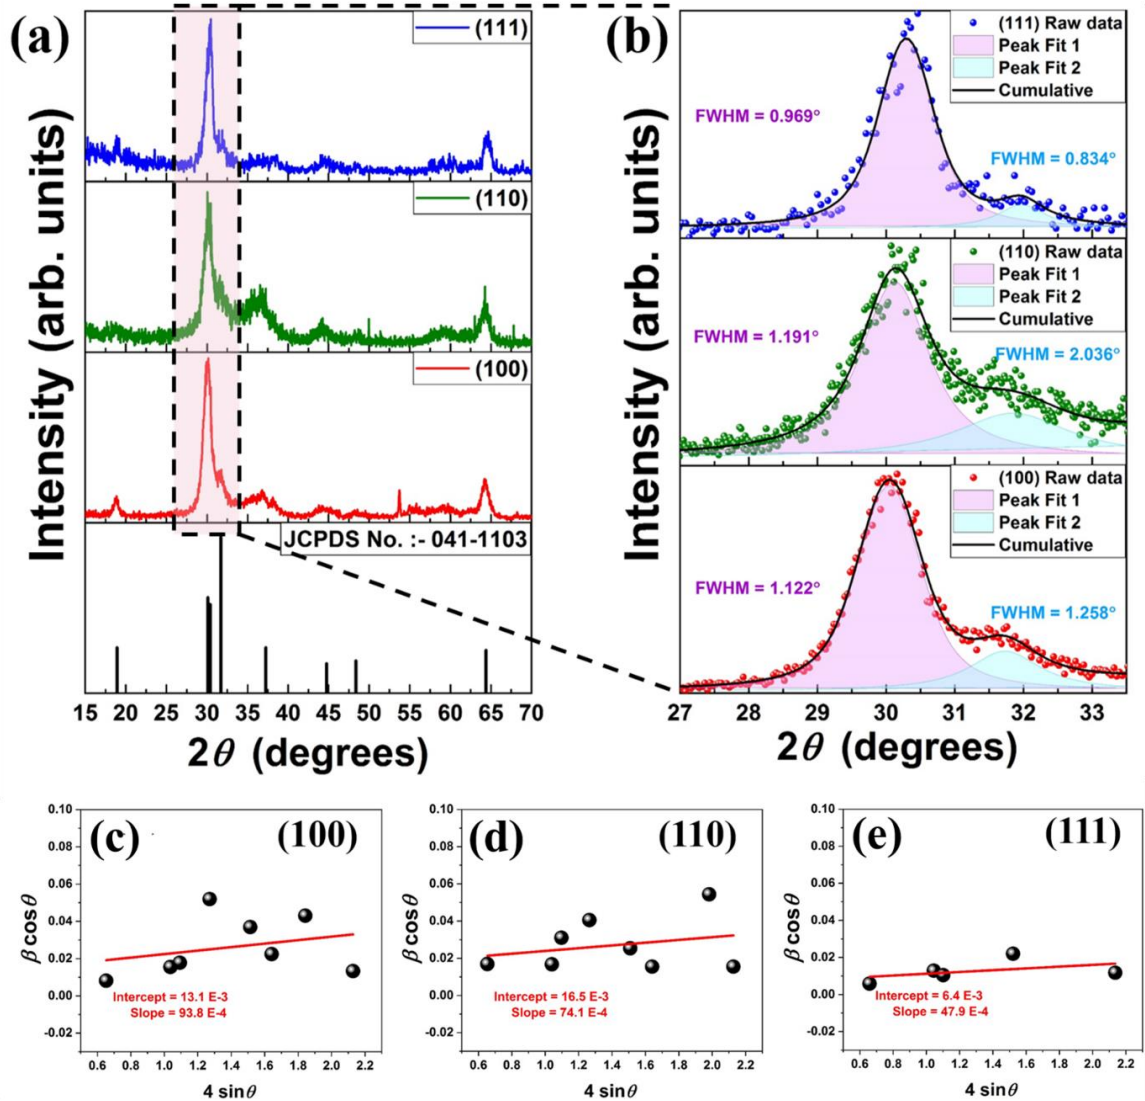 (a)
(111)
(110)
(100)
JCPDS No. :- 041-1103
Intensity (arb. units)
Intensity (arb. units)
15 20 25 30 35 40 45 50 55 60 65 70
2θ (degrees)
(b)
(111) Raw data
Peak Fit 1
Peak Fit 2
Cumulative
FWHM = 0.969°
FWHM = 0.834°
(110) Raw data
Peak Fit 1
Peak Fit 2
Cumulative
FWHM = 1.191°
FWHM = 2.036°
(100) Raw data
Peak Fit 1
Peak Fit 2
Cumulative
FWHM = 1.122°
FWHM = 1.258°
Intensity (arb. units)
Intensity (arb. units)
27 28 29 30 31 32 33
2θ (degrees)
(c)
(100)
0.10
0.08
0.06
0.04
0.02
0.00
-0.02
β cosθ
Intercept = 13.1 E-3
Slope = 93.8 E-4
0.6 0.8 1.0 1.2 1.4 1.6 1.8 2.0 2.2
4 sinθ
(d)
(110)
0.10
0.08
0.06
0.04
0.02
0.00
-0.02
β cosθ
Intercept = 16.5 E-3
Slope = 74.1 E-4
0.6 0.8 1.0 1.2 1.4 1.6 1.8 2.0 2.2
4 sinθ
(e)
(111)
0.10
0.08
0.06
0.04
0.02
0.00
-0.02
β cosθ
Intercept = 6.4 E-3
Slope = 47.9 E-4
0.6 0.8 1.0 1.2 1.4 1.6 1.8 2.0 2.2
4 sinθ